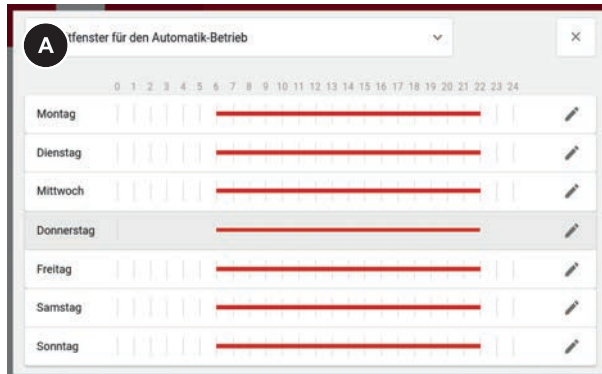 A
tfenster für den Automatik-Betrieb
0 1 2 3 4 5 6 7 8 9 10 11 12 13 14 15 16 17 18 19 20 21 22 23 24
Montag
Dienstag
Mittwoch
Donnerstag
Freitag
Samstag
Sonntag